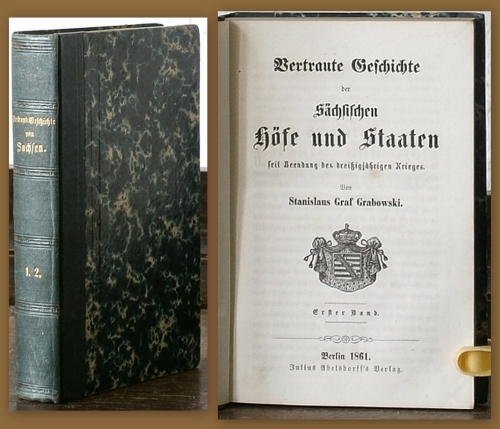 Vertraute Geschichte
von
Sachsen.
1. 2.
Vertraute Geschichte
der
Sächsischen
Höfe und Staaten
seit Beendung des dreißigjährigen Krieges.
Von
Stanislaus Graf Grabowski.
Erster Band.
Berlin 1861.
Julius Abelsdorff's Verlag.